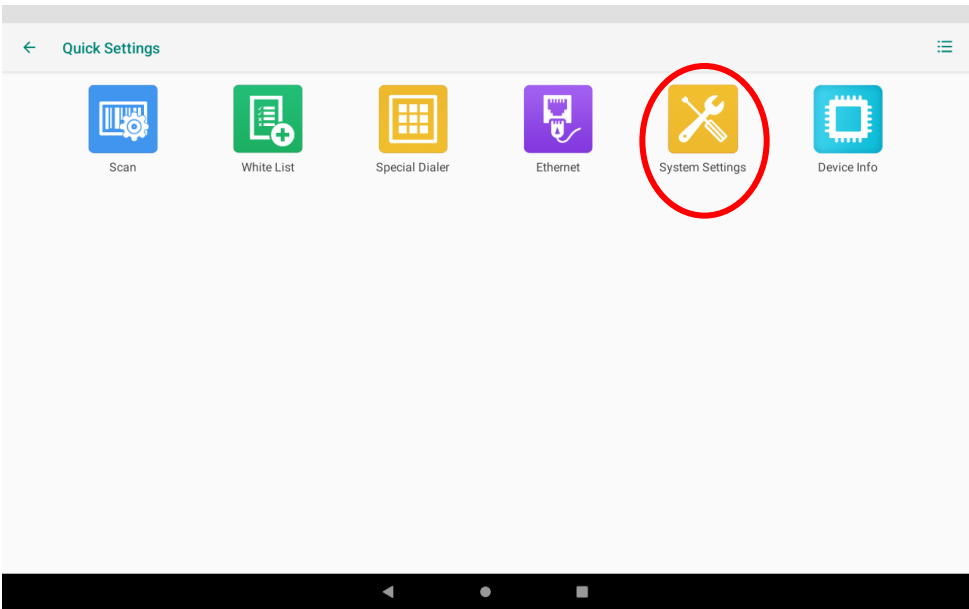 Quick Settings
Scan
White List
Special Dialer
Ethernet
System Settings
Device Info